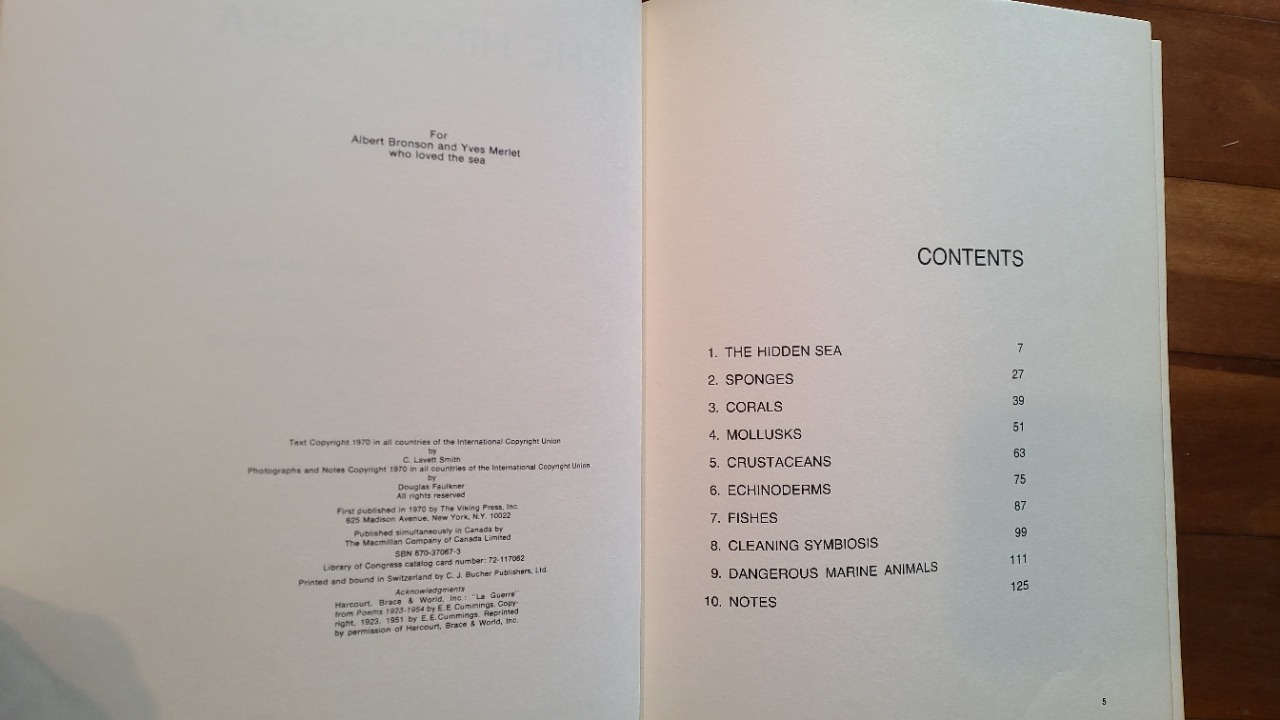 For
Albert Bronson and Yves Merlet
who loved the sea
Text Copyright 1970 in all countries of the International Copyright Union
by
C. Lavett Smith
Photographs and Notes Copyright 1970 in all countries of the International Copyright Union
by
Douglas Faulkner
All rights reserved
First published in 1970 by The Viking Press, Inc
625 Madison Avenue, New York, N.Y. 10022
Published simultaneously in Canada by
The Macmillan Company of Canada Limited
SBN 670-37067-3
Library of Congress catalog card number: 72-117062
Printed and bound in Switzerland by C. J. Bucher Publishers, Ltd.
Acknowledgments
Harcourt, Brace & World, Inc.: "La Guerre"
from Poems 1923-1954 by E. E. Cummings. Copy-
right, 1923, 1951 by E. E. Cummings. Reprinted
by permission of Harcourt, Brace & World, Inc.
CONTENTS
1. THE HIDDEN SEA 7
2. SPONGES 27
3. CORALS 39
4. MOLLUSKS 51
5. CRUSTACEANS 63
6. ECHINODERMS 75
7. FISHES 87
8. CLEANING SYMBIOSIS 99
9. DANGEROUS MARINE ANIMALS 111
10. NOTES 125
5